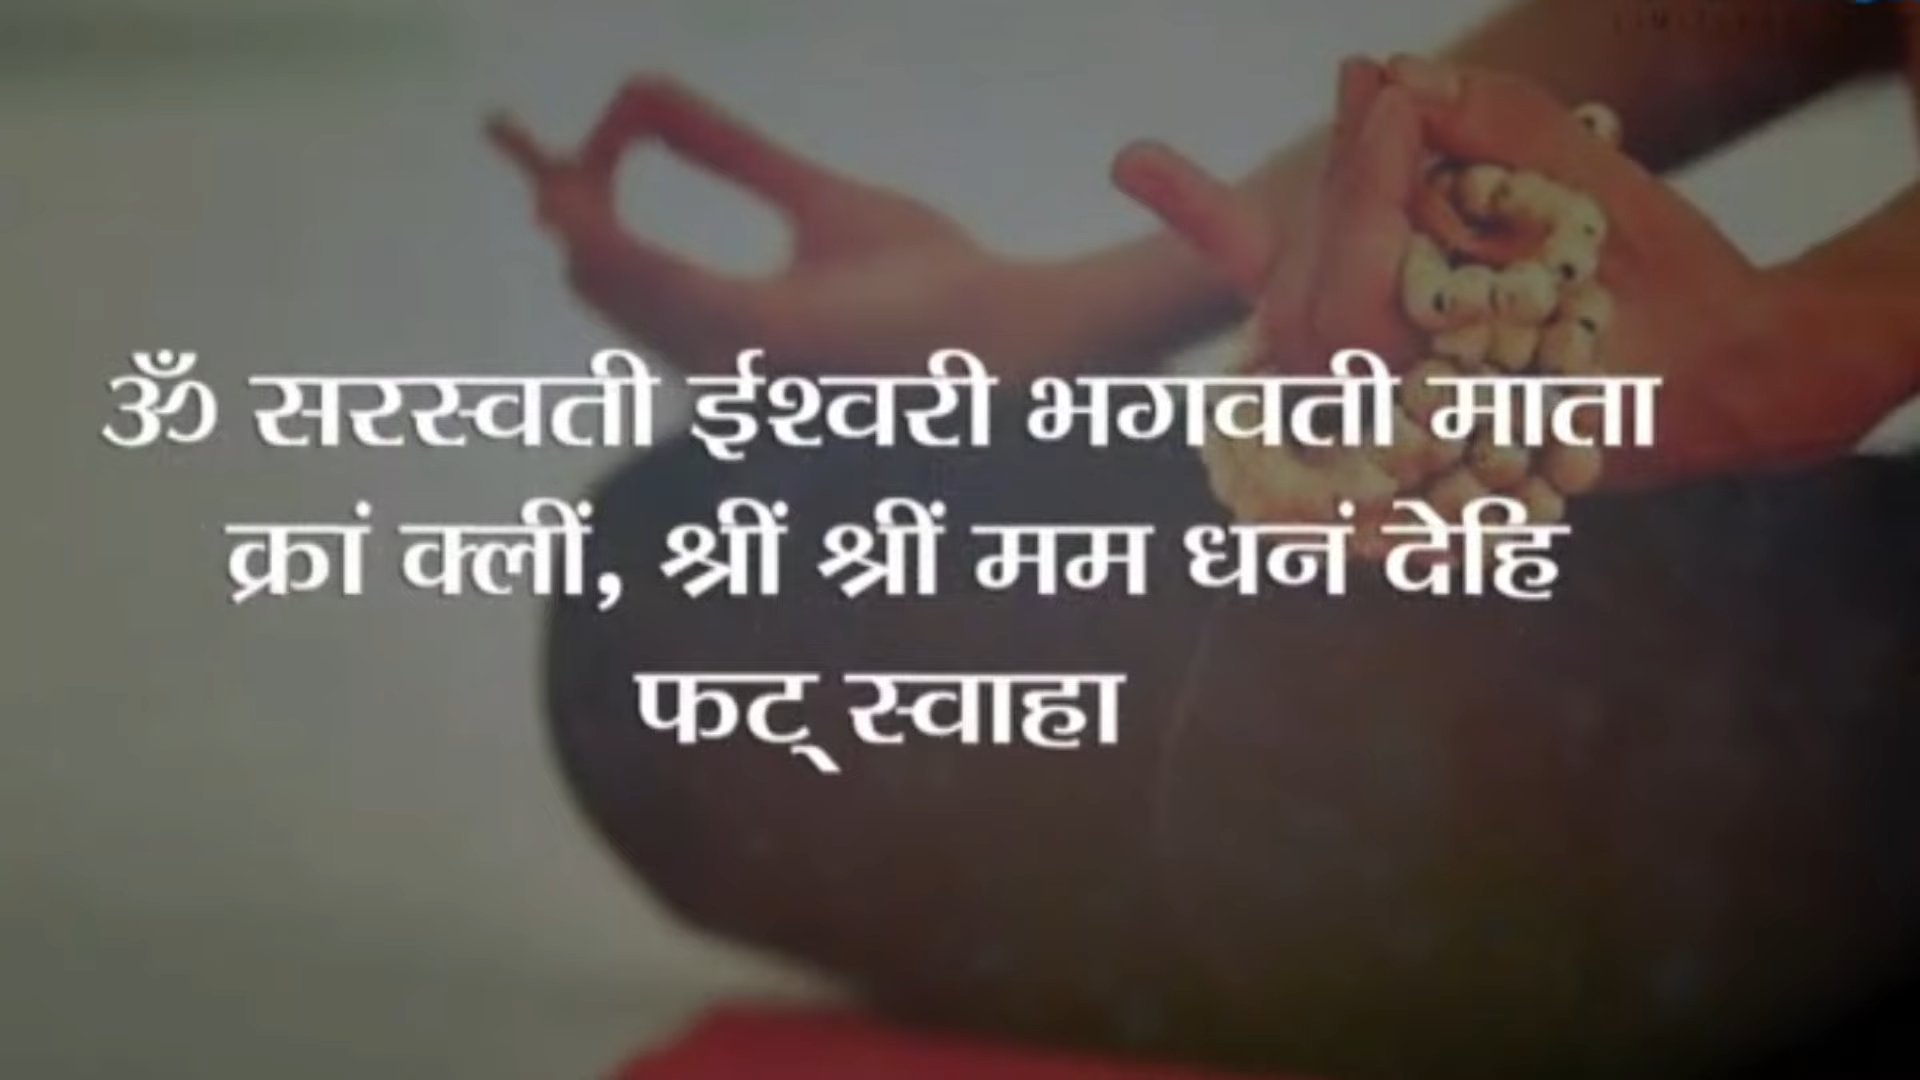 ॐ सरस्वती ईश्वरी भगवती माता
क्रां क्लीं, श्रीं श्रीं मम धनं देहि
फट् स्वाहा